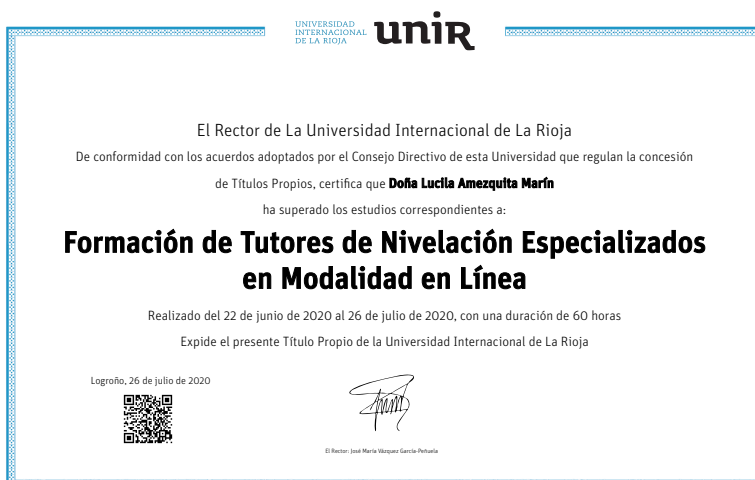 UNIVERSIDAD
INTERNACIONAL
DE LA RIOJA
uniR
El Rector de La Universidad Internacional de La Rioja
De conformidad con los acuerdos adoptados por el Consejo Directivo de esta Universidad que regulan la concesión
de Títulos Propios, certifica que Doña Lucila Amezquita Marín
ha superado los estudios correspondientes a:
Formación de Tutores de Nivelación Especializados
en Modalidad en Línea
Realizado del 22 de junio de 2020 al 26 de julio de 2020, con una duración de 60 horas
Expide el presente Título Propio de la Universidad Internacional de La Rioja
Logroño, 26 de julio de 2020
El Rector: José María Vázquez García-Peñuela